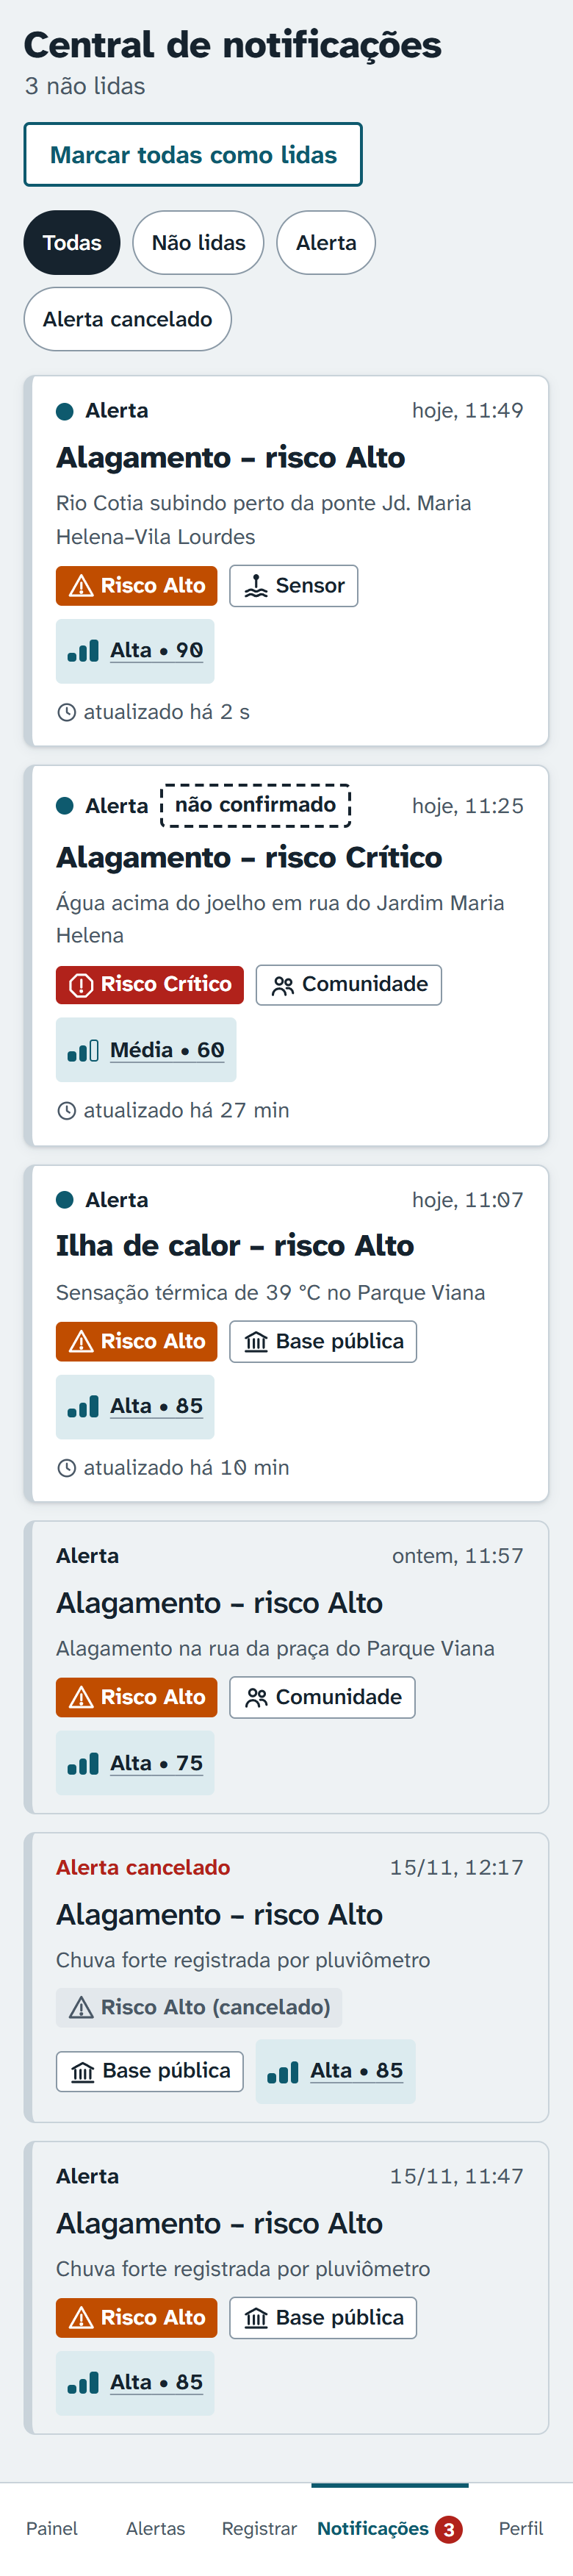 Central de notificações
3 não lidas
Marcar todas como lidas
Todas
Não lidas
Alerta
Alerta cancelado
Alerta
hoje, 11:49
Alagamento – risco Alto
Rio Cotia subindo perto da ponte Jd. Maria
Helena–Vila Lourdes
Risco Alto
Sensor
Alta • 90
atualizado há 2 s
Alerta
não confirmado
hoje, 11:25
Alagamento – risco Crítico
Água acima do joelho em rua do Jardim Maria
Helena
Risco Crítico
Comunidade
Média • 60
atualizado há 27 min
Alerta
hoje, 11:07
Ilha de calor – risco Alto
Sensação térmica de 39 °C no Parque Viana
Risco Alto
Base pública
Alta • 85
atualizado há 10 min
Alerta
ontem, 11:57
Alagamento – risco Alto
Alagamento na rua da praça do Parque Viana
Risco Alto
Comunidade
Alta • 75
Alerta cancelado
15/11, 12:17
Alagamento – risco Alto
Chuva forte registrada por pluviômetro
Risco Alto (cancelado)
Base pública
Alta • 85
Alerta
15/11, 11:47
Alagamento – risco Alto
Chuva forte registrada por pluviômetro
Risco Alto
Base pública
Alta • 85
Painel
Alertas
Registrar
Notificações 3
Perfil